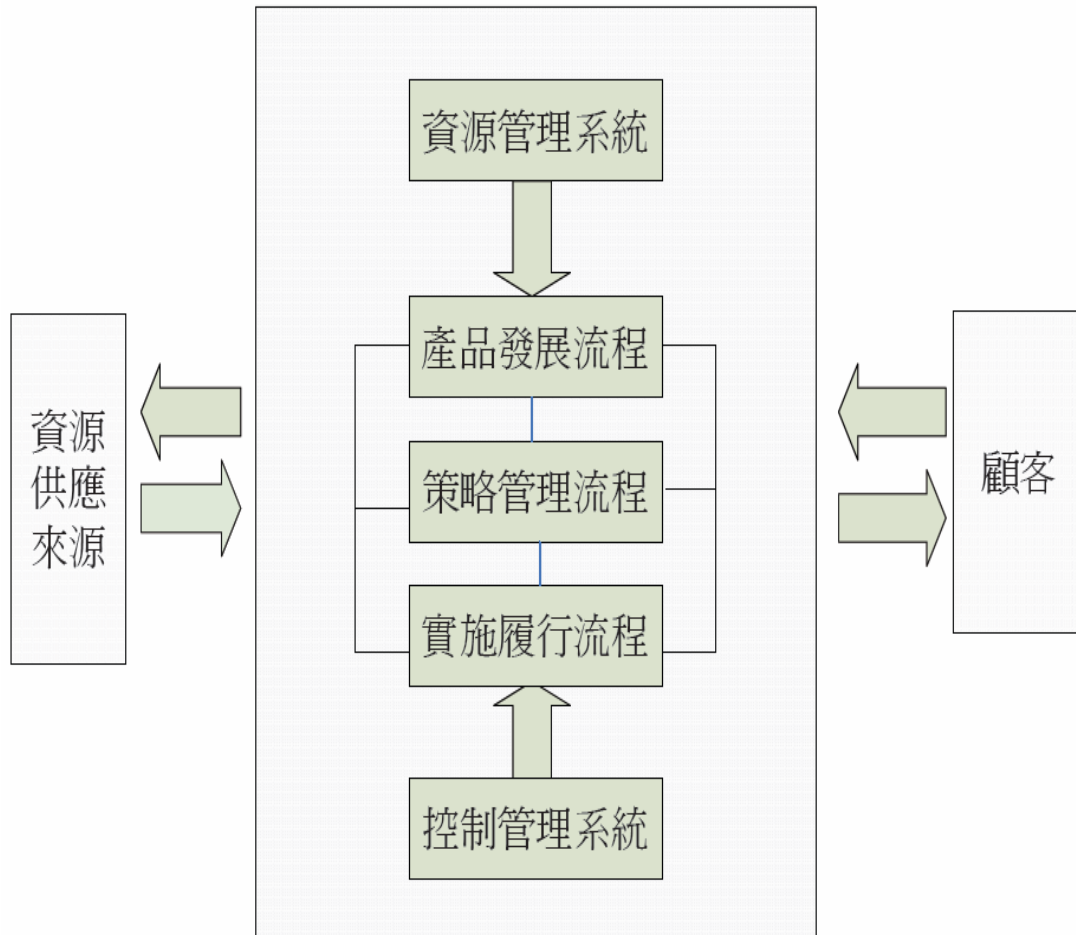 資源管理系統
產品發展流程
資源
供應
來源
策略管理流程
顧客
實施履行流程
控制管理系統